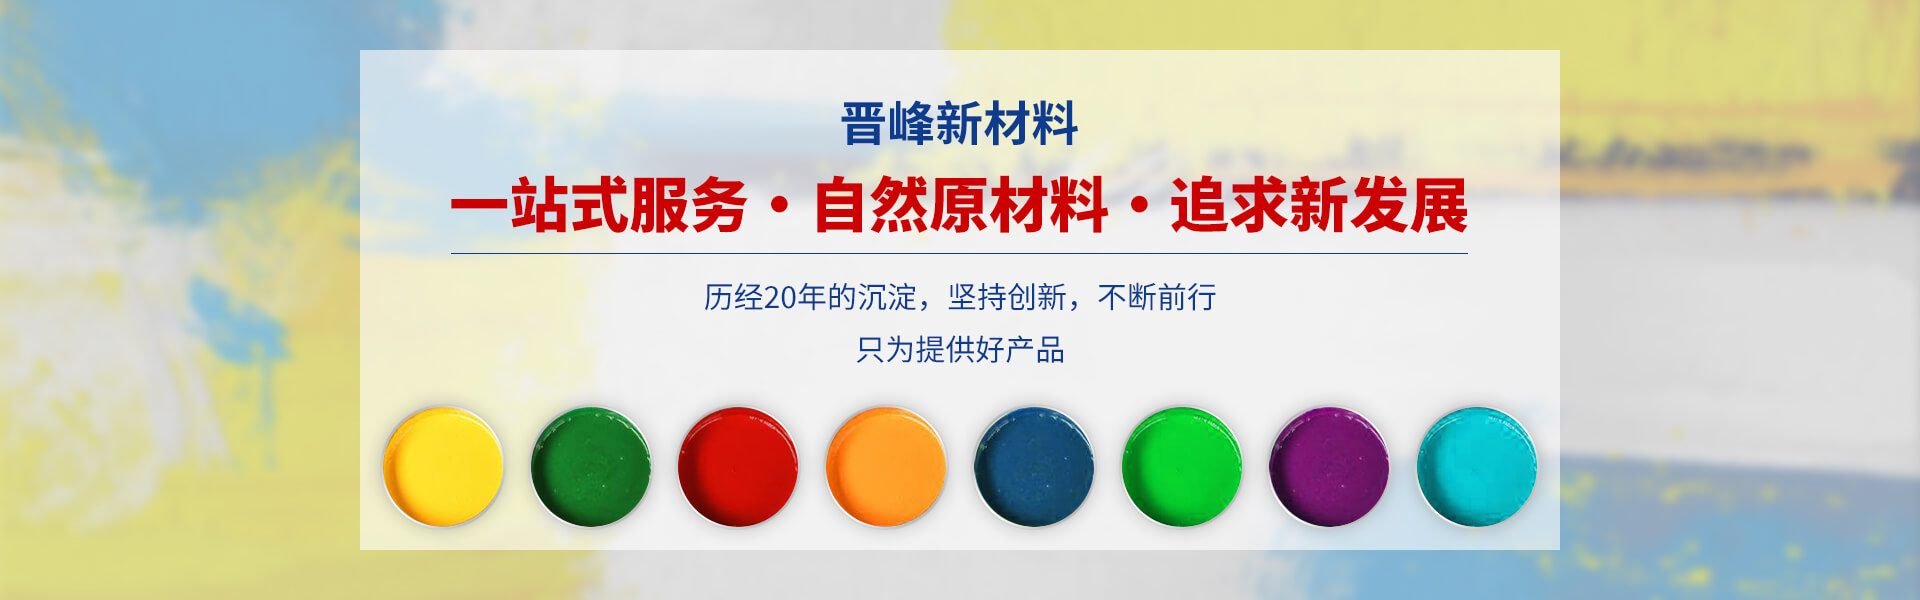 晋峰新材料
一站式服务·自然原材料·追求新发展
历经20年的沉淀，坚持创新，不断前行
只为提供好产品